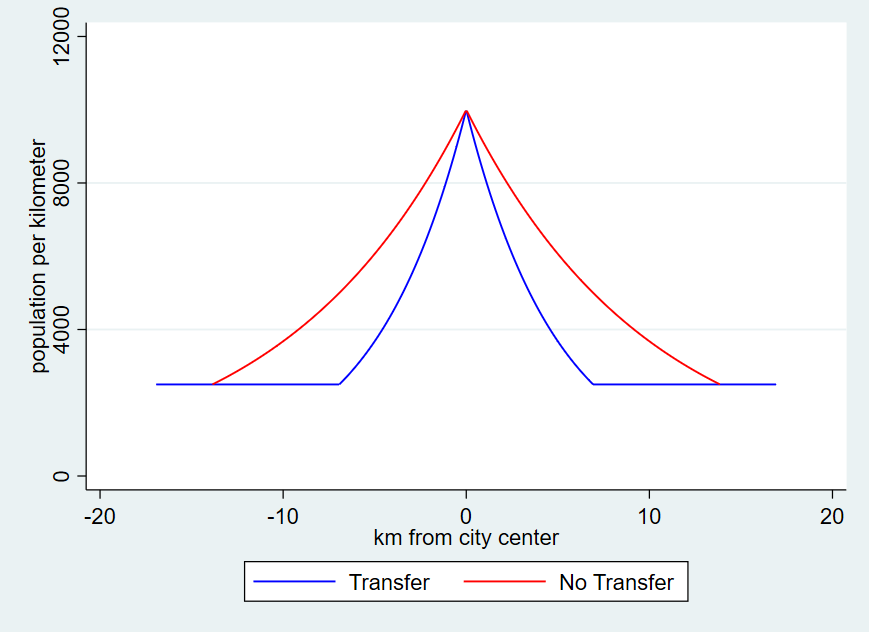 population per kilometer
12000
8000
4000
0
-20 -10 0 10 20
km from city center
Transfer No Transfer